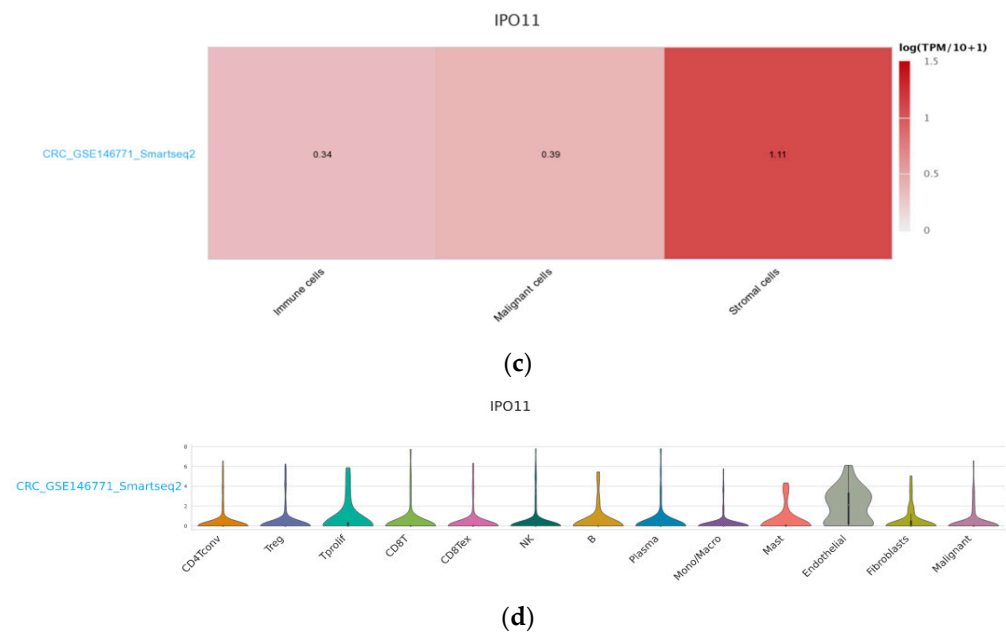 IPO11
log(TPM/10+1)
1.5
1
0.5
0
CRC_GSE146771_Smartseq2
0.34 0.39 1.11
Immune cells Malignant cells Stromal cells
(c)
IPO11
8
6
4
2
0
CRC_GSE146771_Smartseq2
CD4Tconv Treg Tprolif CD8T CD8Tex NK B Plasma Mono/Macro Mast Endothelial Fibroblasts Malignant
(d)